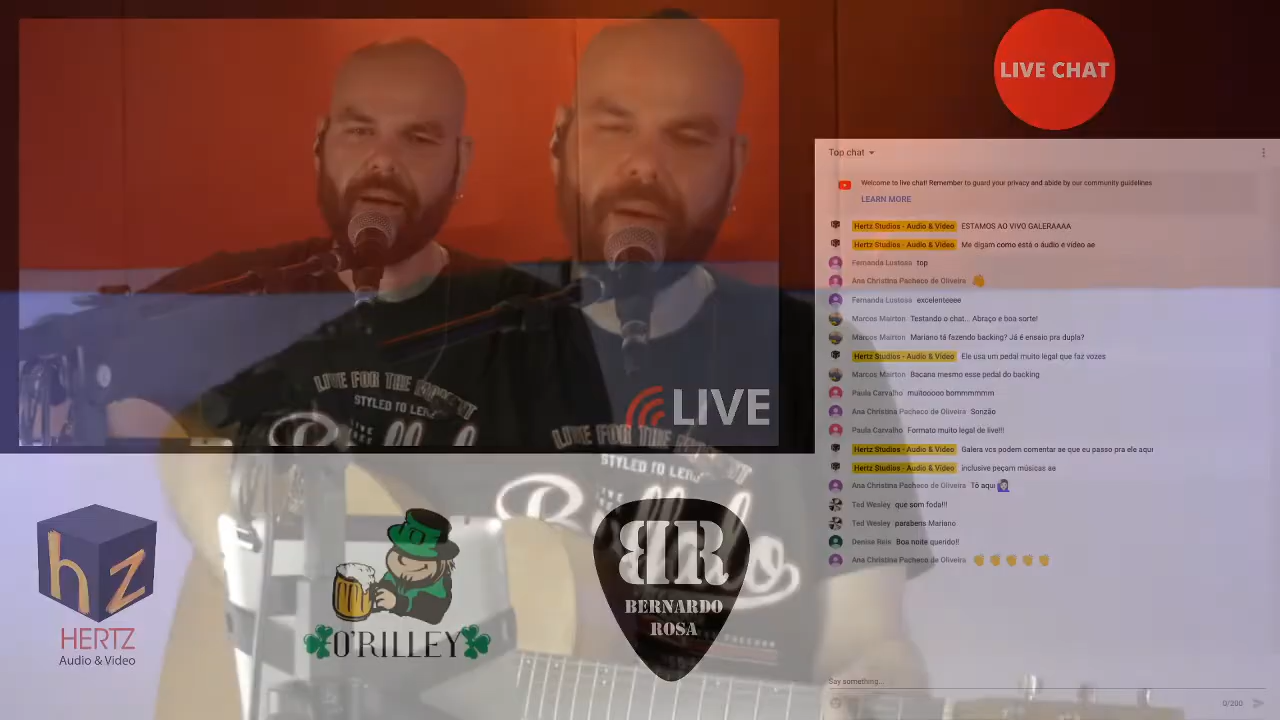 LIVE CHAT
Top chat
Welcome to live chat! Remember to guard your privacy and abide by our community guidelines
LEARN MORE
Hertz Studios - Audio & Video ESTAMOS AO VIVO GALERAAAA
Hertz Studios - Audio & Video Me digam como está o áudio e vídeo ae
Fernanda Lustosa top
Ana Christina Pacheco de Oliveira
Fernanda Lustosa excelenteeee
Marcos Mairton Testando o chat... Abraço e boa sorte!
Marcos Mairton Mariano tá fazendo backing? Já é ensaio pra dupla?
Hertz Studios - Audio & Video Ele usa um pedal muito legal que faz vozes
Marcos Mairton Bacana mesmo esse pedal do backing
Paula Carvalho muitoooo bommmmmm
Ana Christina Pacheco de Oliveira Sonzão
Paula Carvalho Formato muito legal de live!!!
Hertz Studios - Audio & Video Galera vcs podem comentar ae que eu passo pra ele aqui
Hertz Studios - Audio & Video inclusive peçam músicas aa
Ana Christina Pacheco de Oliveira Tô aqui
Ted Wesley que som foda!!!
Ted Wesley parabens Mariano
Denise Reis Boa noite querido!!
Ana Christina Pacheco de Oliveira
Say something...
0/200
LIVE FOR THE
STYLED TO
LIVE
LIVE FOR THE
STYLED TO
hz
HERTZ
Audio & Video
O'RILLEY
BR
BERNARDO
ROSA